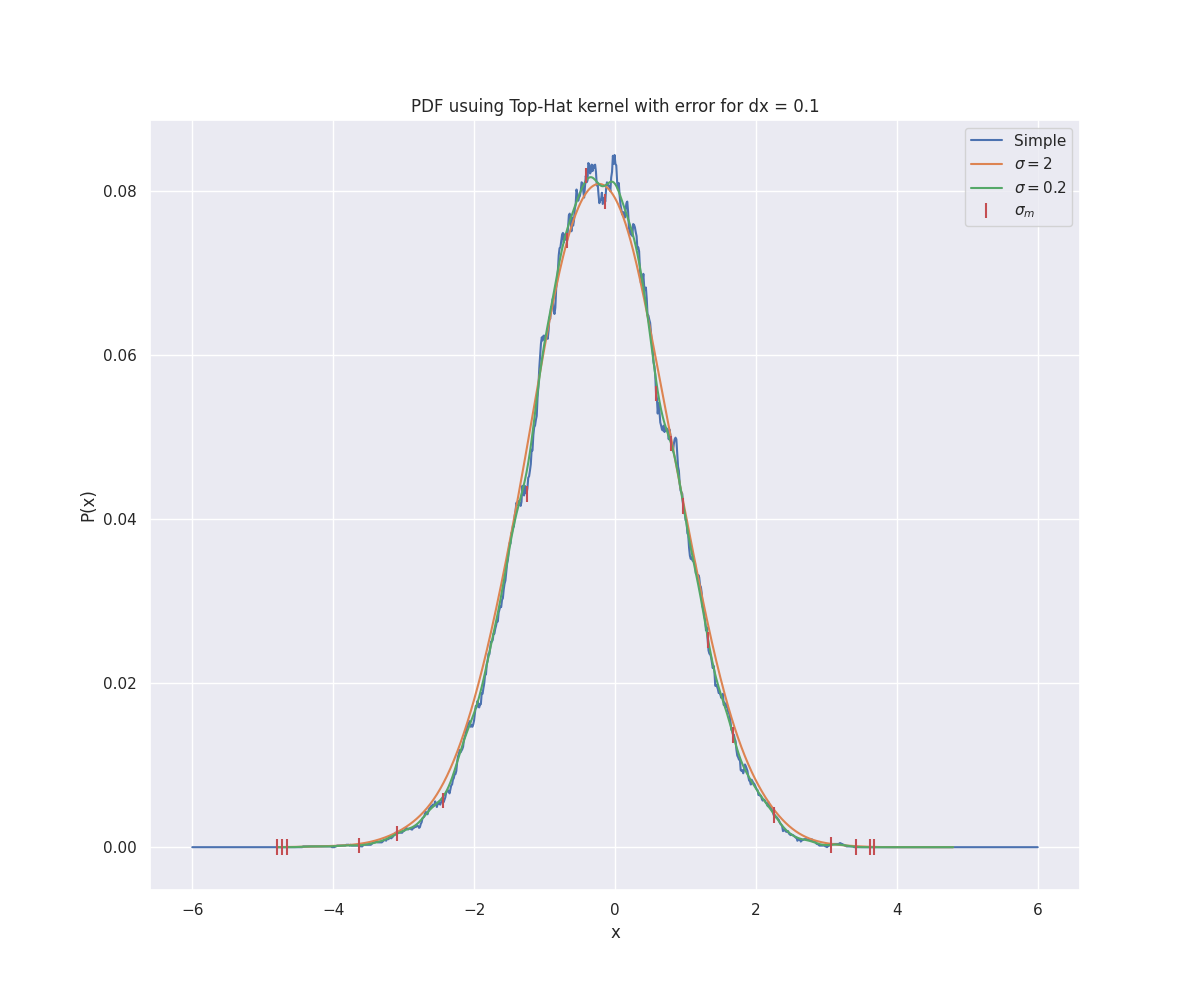 PDF usuing Top-Hat kernel with error for dx = 0.1
Simple
σ = 2
σ = 0.2
σ_m
P(x)
0.08
0.06
0.04
0.02
0.00
−6 −4 −2 0 2 4 6
x